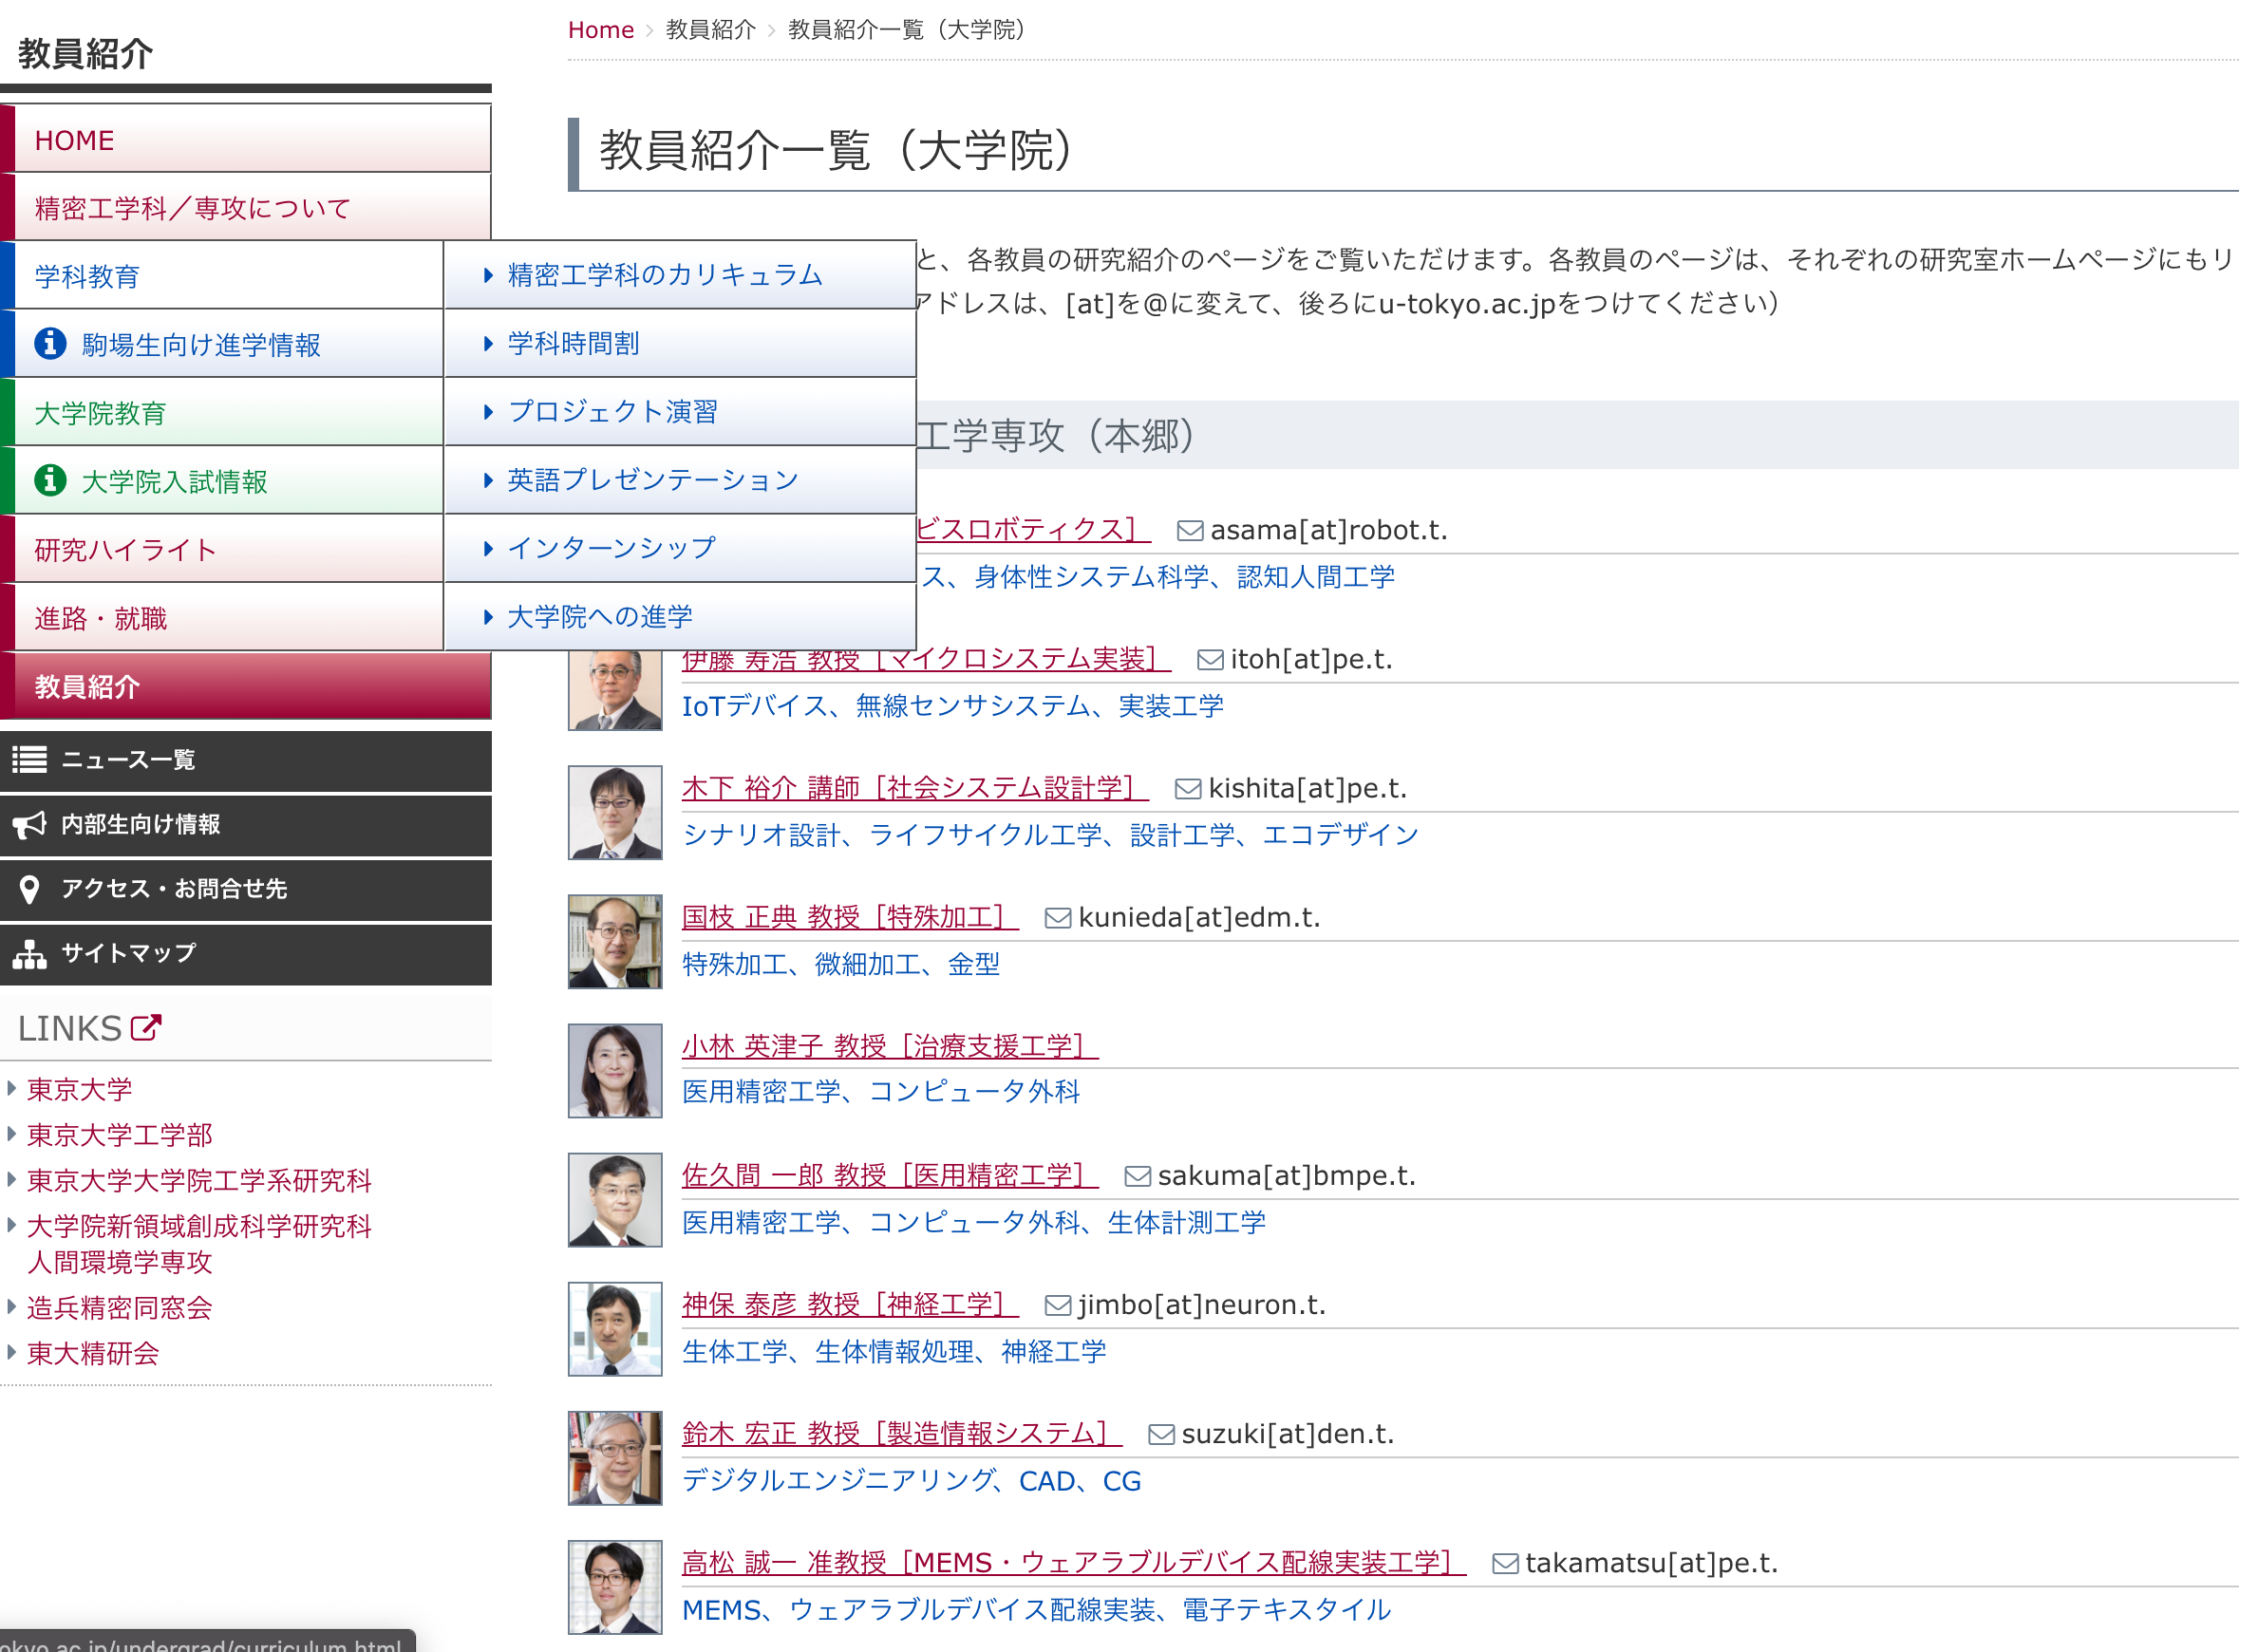 教員紹介
HOME
精密工学科／専攻について
学科教育
駒場生向け進学情報
大学院教育
大学院入試情報
研究ハイライト
進路・就職
教員紹介
精密工学科のカリキュラム
学科時間割
プロジェクト演習
英語プレゼンテーション
インターンシップ
大学院への進学
ニュース一覧
内部生向け情報
アクセス・お問合せ先
サイトマップ
LINKS
東京大学
東京大学工学部
東京大学大学院工学系研究科
大学院新領域創成科学研究科
人間環境学専攻
造兵精密同窓会
東大精研会
Home > 教員紹介 > 教員紹介一覧（大学院）
教員紹介一覧（大学院）
と、各教員の研究紹介のページをご覧いただけます。各教員のページは、それぞれの研究室ホームページにもリ
アドレスは、[at]を@に変えて、後ろにu-tokyo.ac.jpをつけてください）
工学専攻（本郷）
ビスロボティクス］ asama[at]robot.t.
ス、身体性システム科学、認知人間工学
伊藤 寿浩 教授［マイクロシステム実装］ itoh[at]pe.t.
IoTデバイス、無線センサシステム、実装工学
木下 裕介 講師［社会システム設計学］ kishita[at]pe.t.
シナリオ設計、ライフサイクル工学、設計工学、エコデザイン
国枝 正典 教授［特殊加工］ kunieda[at]edm.t.
特殊加工、微細加工、金型
小林 英津子 教授［治療支援工学］
医用精密工学、コンピュータ外科
佐久間 一郎 教授［医用精密工学］ sakuma[at]bmpe.t.
医用精密工学、コンピュータ外科、生体計測工学
神保 泰彦 教授［神経工学］ jimbo[at]neuron.t.
生体工学、生体情報処理、神経工学
鈴木 宏正 教授［製造情報システム］ suzuki[at]den.t.
デジタルエンジニアリング、CAD、CG
高松 誠一 准教授［MEMS・ウェアラブルデバイス配線実装工学］ takamatsu[at]pe.t.
MEMS、ウェアラブルデバイス配線実装、電子テキスタイル
okyo.ac.jp/undergrad/curriculum.html